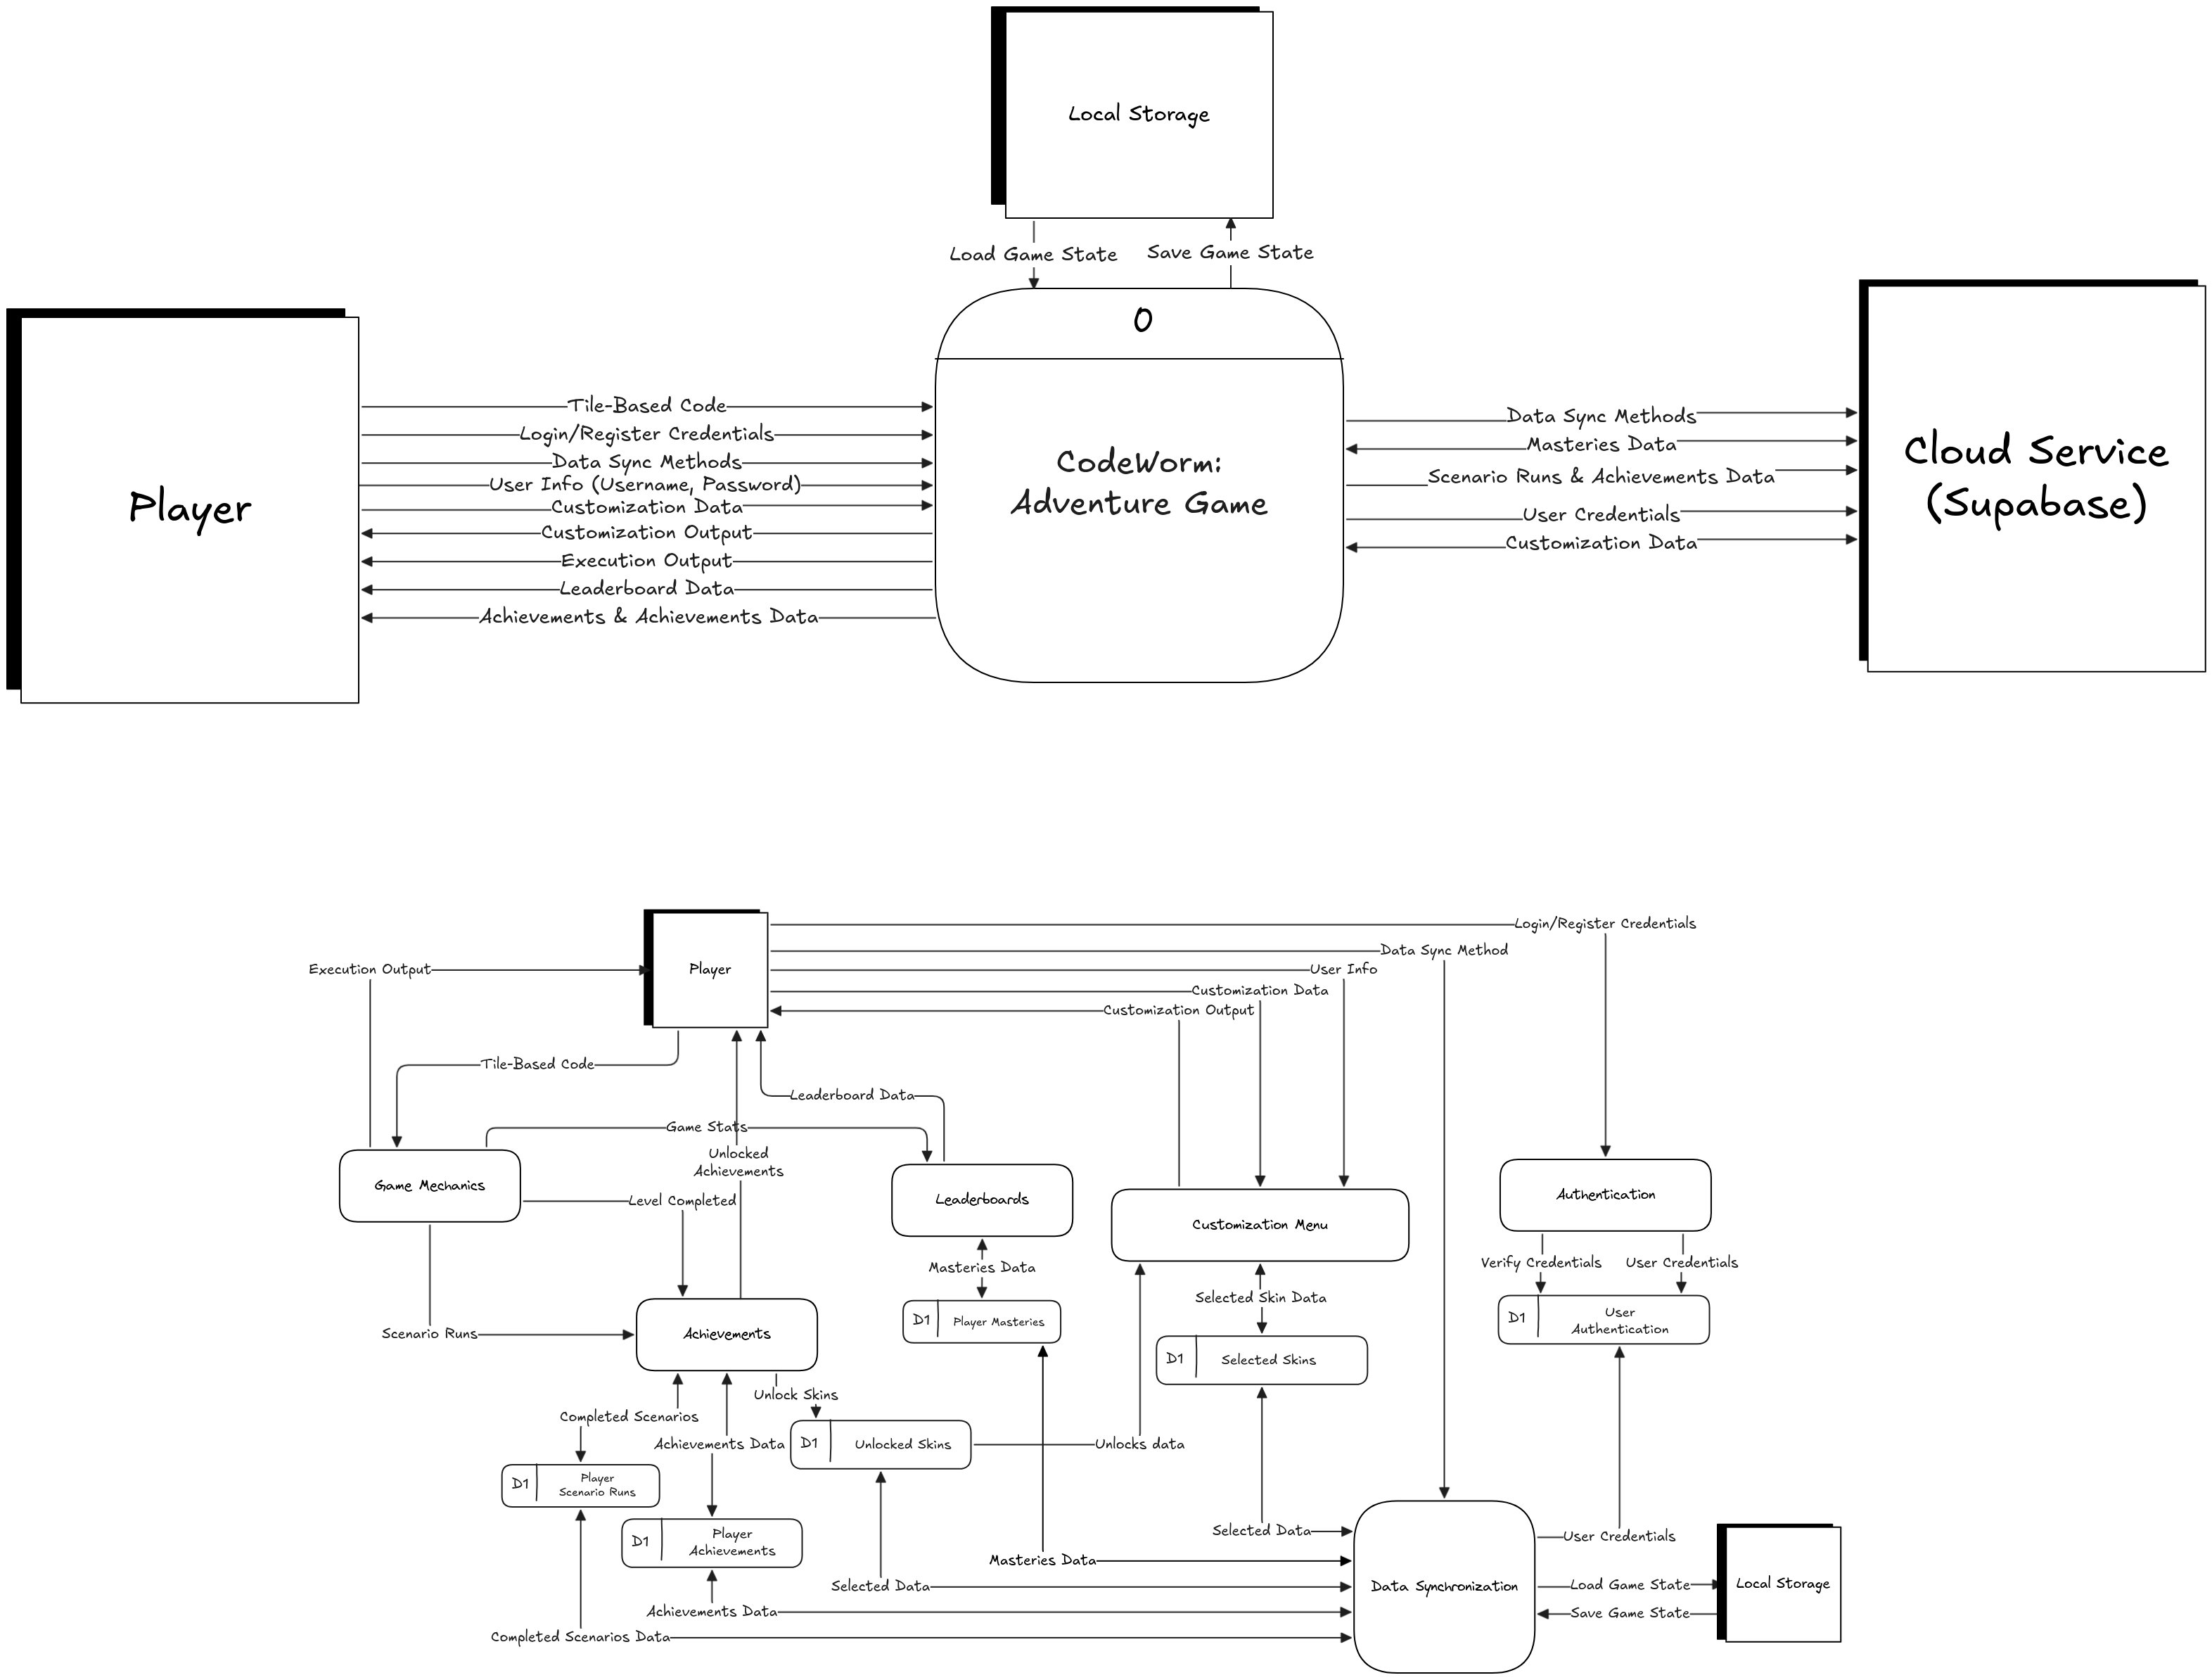 Local Storage
Load Game State
Save Game State
0
Tile-Based Code
Login/Register Credentials
Data Sync Methods
User Info (Username, Password)
Customization Data
Customization Output
Execution Output
Leaderboard Data
Achievements & Achievements Data
Player
CodeWorm:
Adventure Game
Data Sync Methods
Masteries Data
Scenario Runs & Achievements Data
User Credentials
Customization Data
Cloud Service
(Supabase)
Login/Register Credentials
Data Sync Method
Execution Output
Player
User Info
Customization Data
Customization Output
Tile-Based Code
Leaderboard Data
Game Stats
Unlocked
Achievements
Game Mechanics
Level Completed
Leaderboards
Customization Menu
Authentication
Masteries Data
Verify Credentials
User Credentials
Selected Skin Data
D1
Player Masteries
D1
User
Authentication
Scenario Runs
Achievements
D1
Selected Skins
Unlock Skins
Completed Scenarios
Achievements Data
D1
Unlocked Skins
Unlocks data
D1
Player
Scenario Runs
D1
Player
Achievements
Selected Data
User Credentials
Masteries Data
Selected Data
Data Synchronization
Load Game State
Local Storage
Achievements Data
Save Game State
Completed Scenarios Data